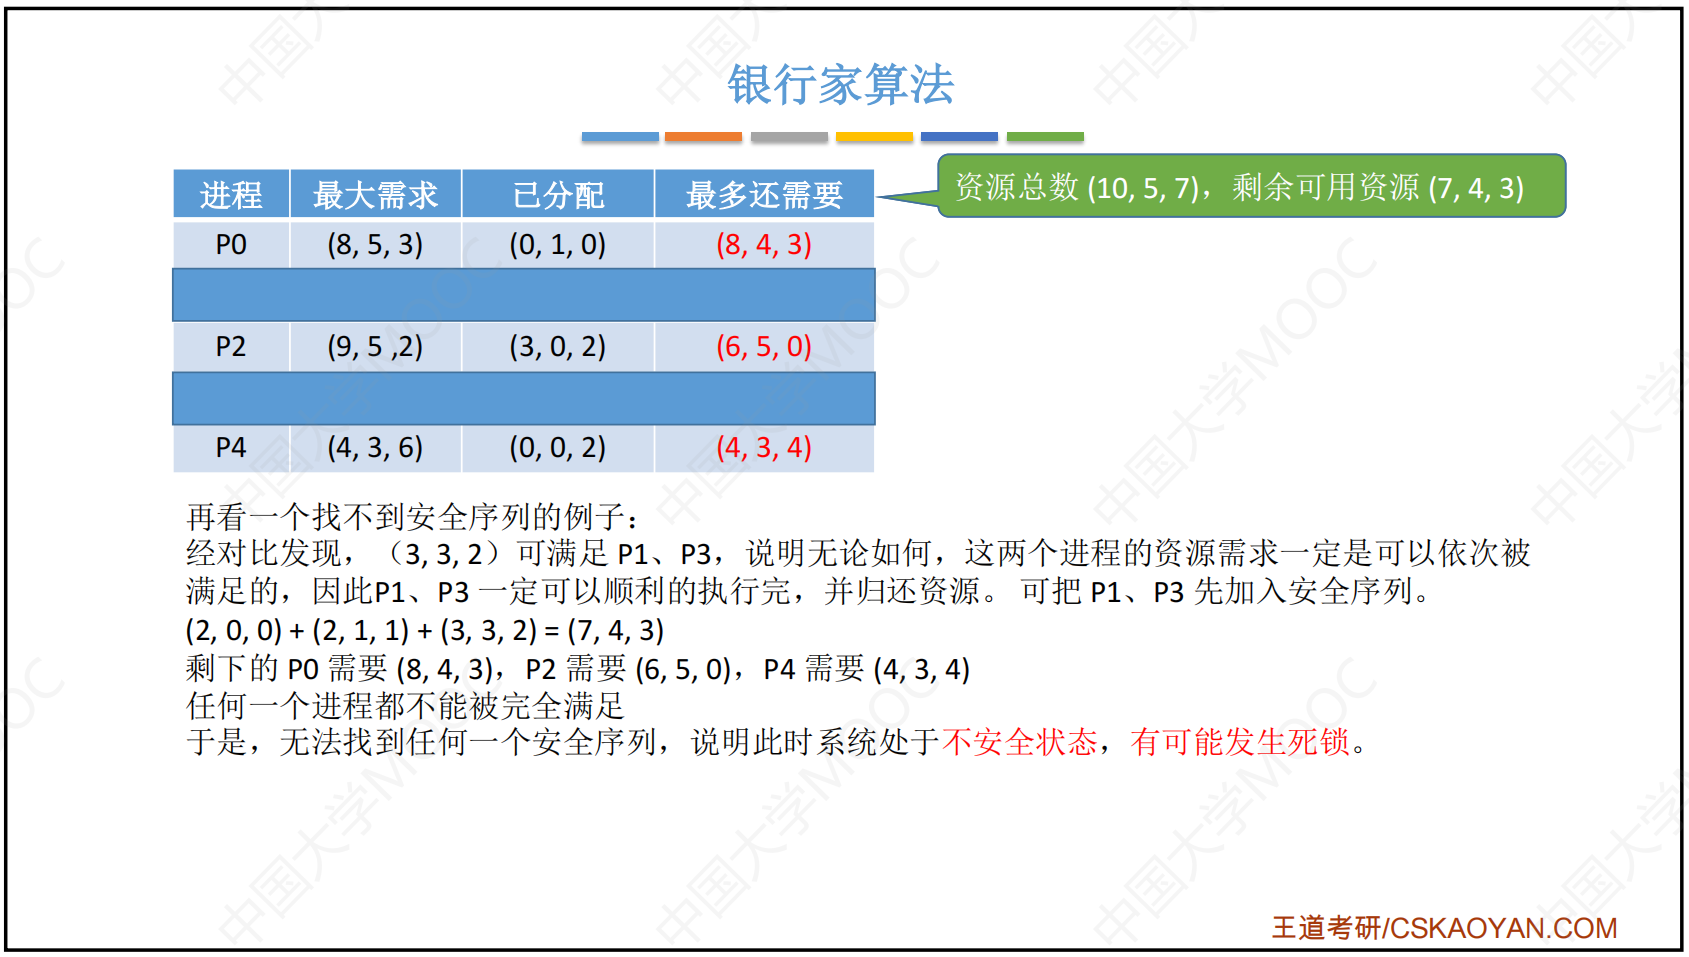 银行家算法
资源总数 (10, 5, 7)，剩余可用资源 (7, 4, 3)
进程 最大需求 已分配 最多还需要
P0 (8, 5, 3) (0, 1, 0) (8, 4, 3)
P2 (9, 5 ,2) (3, 0, 2) (6, 5, 0)
P4 (4, 3, 6) (0, 0, 2) (4, 3, 4)
再看一个找不到安全序列的例子：
经对比发现，（3, 3, 2）可满足 P1、P3，说明无论如何，这两个进程的资源需求一定是可以依次被
满足的，因此P1、P3 一定可以顺利的执行完，并归还资源。 可把 P1、P3 先加入安全序列。
(2, 0, 0) + (2, 1, 1) + (3, 3, 2) = (7, 4, 3)
剩下的 P0 需要 (8, 4, 3)，P2 需要 (6, 5, 0)，P4 需要 (4, 3, 4)
任何一个进程都不能被完全满足
于是，无法找到任何一个安全序列，说明此时系统处于不安全状态，有可能发生死锁。
王道考研/CSKAOYAN.COM
中国大学MOOC